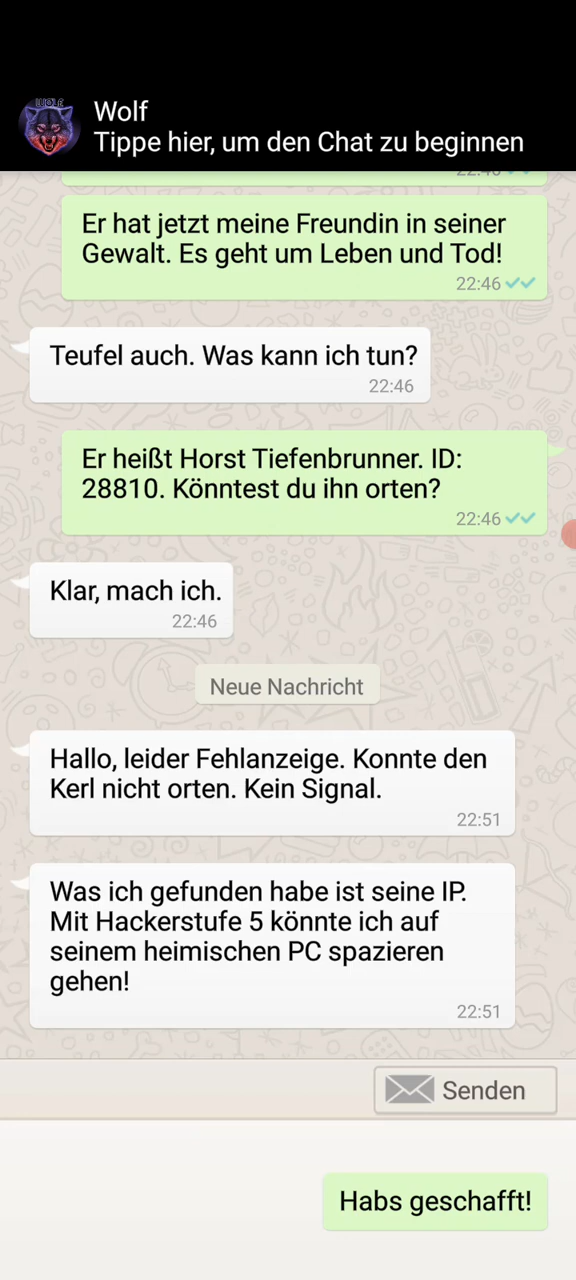 WOLF
Wolf
Tippe hier, um den Chat zu beginnen
22:46
Er hat jetzt meine Freundin in seiner
Gewalt. Es geht um Leben und Tod!
22:46
Teufel auch. Was kann ich tun?
22:46
Er heißt Horst Tiefenbrunner. ID:
28810. Könntest du ihn orten?
22:46
Klar, mach ich.
22:46
Neue Nachricht
Hallo, leider Fehlanzeige. Konnte den
Kerl nicht orten. Kein Signal.
22:51
Was ich gefunden habe ist seine IP.
Mit Hackerstufe 5 könnte ich auf
seinem heimischen PC spazieren
gehen!
22:51
Senden
Habs geschafft!